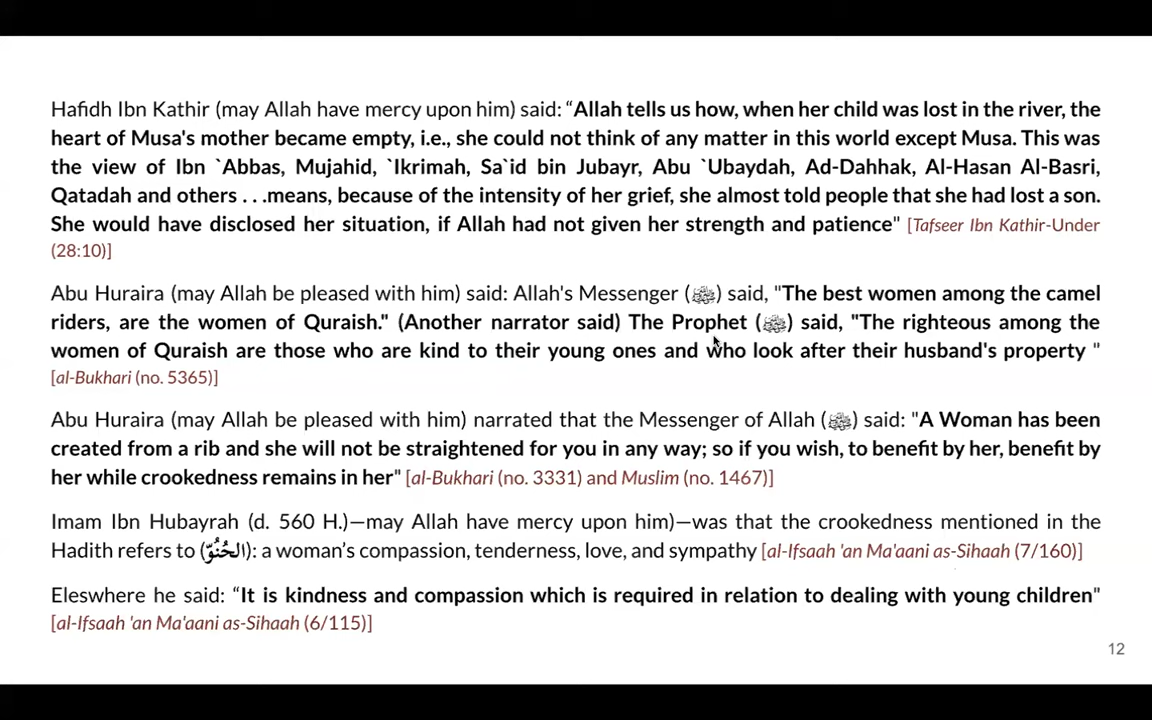 Hafidh Ibn Kathir (may Allah have mercy upon him) said: “Allah tells us how, when her child was lost in the river, the
heart of Musa's mother became empty, i.e., she could not think of any matter in this world except Musa. This was
the view of Ibn `Abbas, Mujahid, `Ikrimah, Sa`id bin Jubayr, Abu `Ubaydah, Ad-Dahhak, Al-Hasan Al-Basri,
Qatadah and others . . .means, because of the intensity of her grief, she almost told people that she had lost a son.
She would have disclosed her situation, if Allah had not given her strength and patience" [Tafseer Ibn Kathir-Under
(28:10)]
Abu Huraira (may Allah be pleased with him) said: Allah's Messenger (ﷺ) said, "The best women among the camel
riders, are the women of Quraish." (Another narrator said) The Prophet (ﷺ) said, "The righteous among the
women of Quraish are those who are kind to their young ones and who look after their husband's property "
[al-Bukhari (no. 5365)]
Abu Huraira (may Allah be pleased with him) narrated that the Messenger of Allah (ﷺ) said: "A Woman has been
created from a rib and she will not be straightened for you in any way; so if you wish, to benefit by her, benefit by
her while crookedness remains in her" [al-Bukhari (no. 3331) and Muslim (no. 1467)]
Imam Ibn Hubayrah (d. 560 H.)—may Allah have mercy upon him)—was that the crookedness mentioned in the
Hadith refers to (الحُنُوّ): a woman’s compassion, tenderness, love, and sympathy [al-Ifsaah 'an Ma'aani as-Sihaah (7/160)]
Eleswhere he said: “It is kindness and compassion which is required in relation to dealing with young children"
[al-Ifsaah 'an Ma'aani as-Sihaah (6/115)]
12